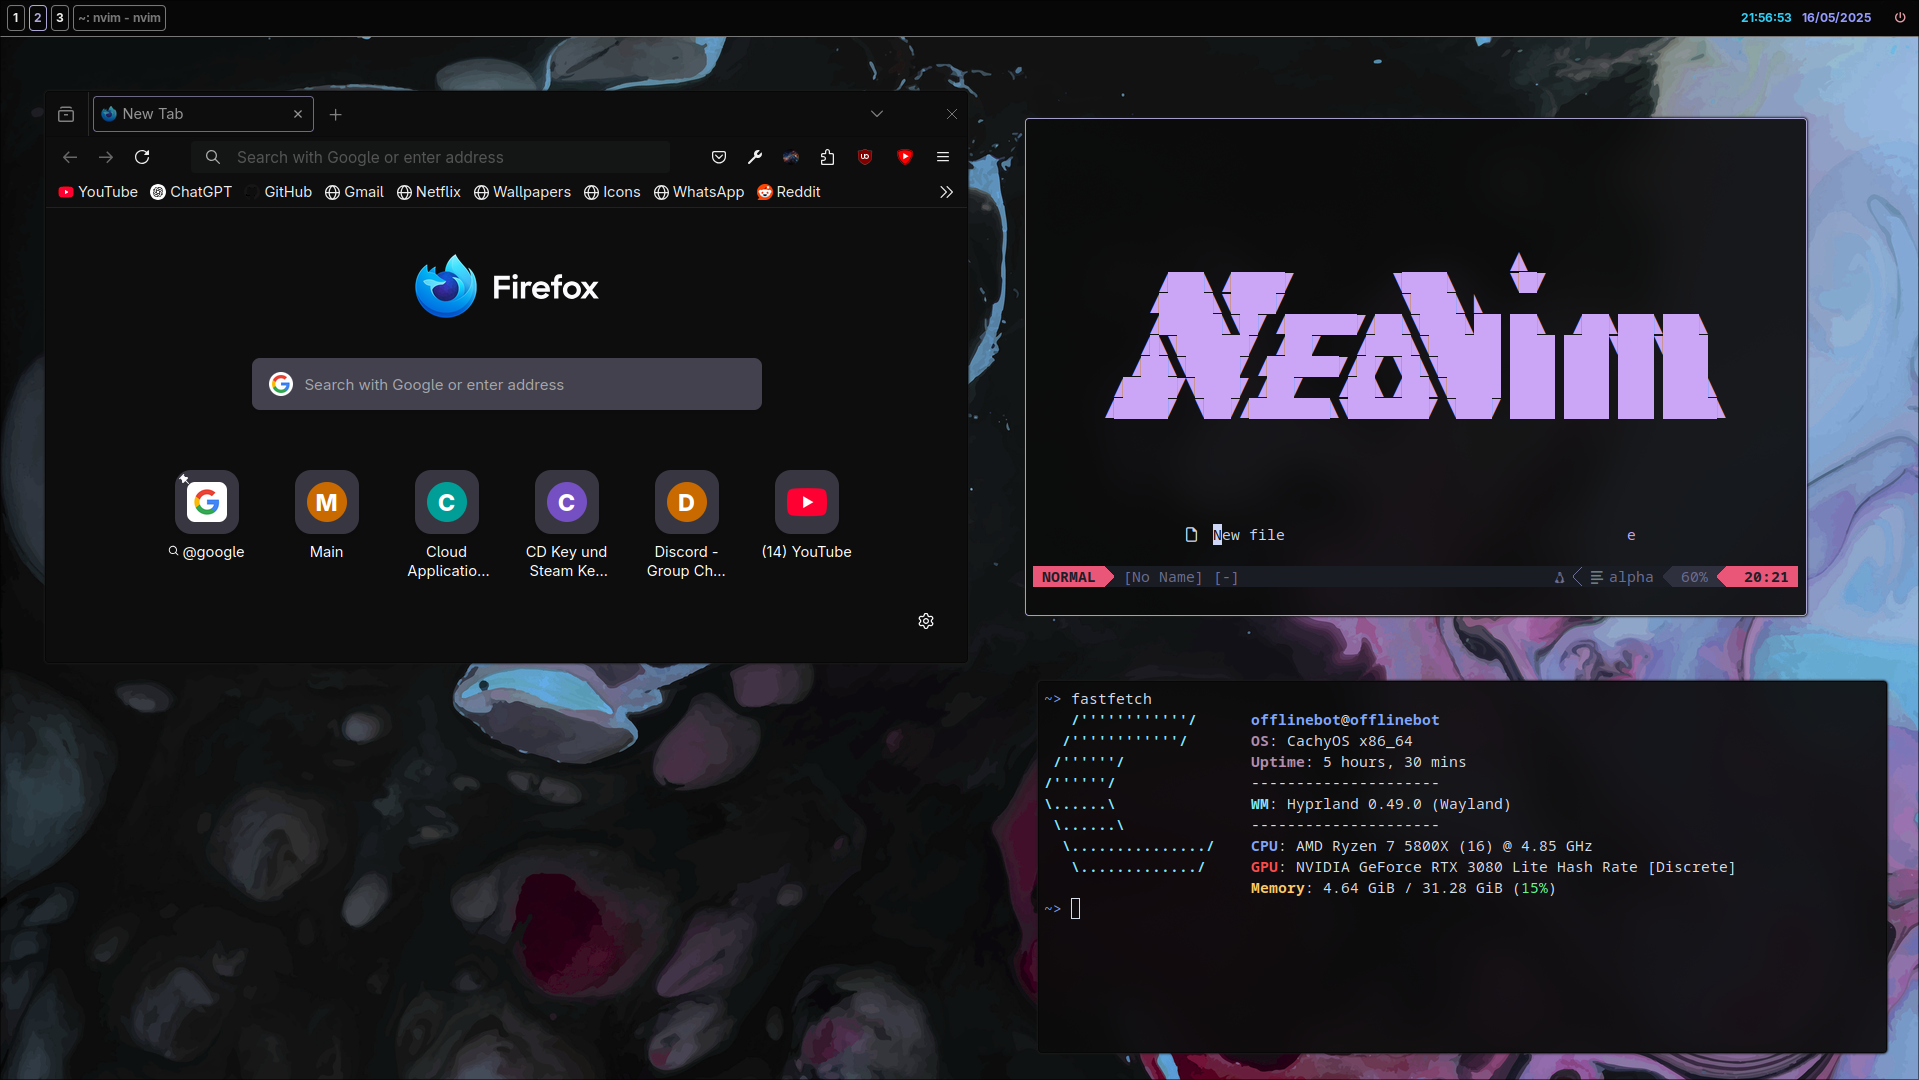 1 2 3 ~: nvim - nvim
21:56:53 16/05/2025
New Tab
Search with Google or enter address
YouTube ChatGPT GitHub Gmail Netflix Wallpapers Icons WhatsApp Reddit
Firefox
Search with Google or enter address
@google
M
Main
C
Cloud
Applicatio...
C
CD Key und
Steam Ke...
D
Discord -
Group Ch...
(14) YouTube
Neovim
New file e
NORMAL [No Name] [-] alpha 60% 20:21
~> fastfetch
offlinebot@offlinebot
OS: CachyOS x86_64
Uptime: 5 hours, 30 mins
---------------------
WM: Hyprland 0.49.0 (Wayland)
---------------------
CPU: AMD Ryzen 7 5800X (16) @ 4.85 GHz
GPU: NVIDIA GeForce RTX 3080 Lite Hash Rate [Discrete]
Memory: 4.64 GiB / 31.28 GiB (15%)
~>